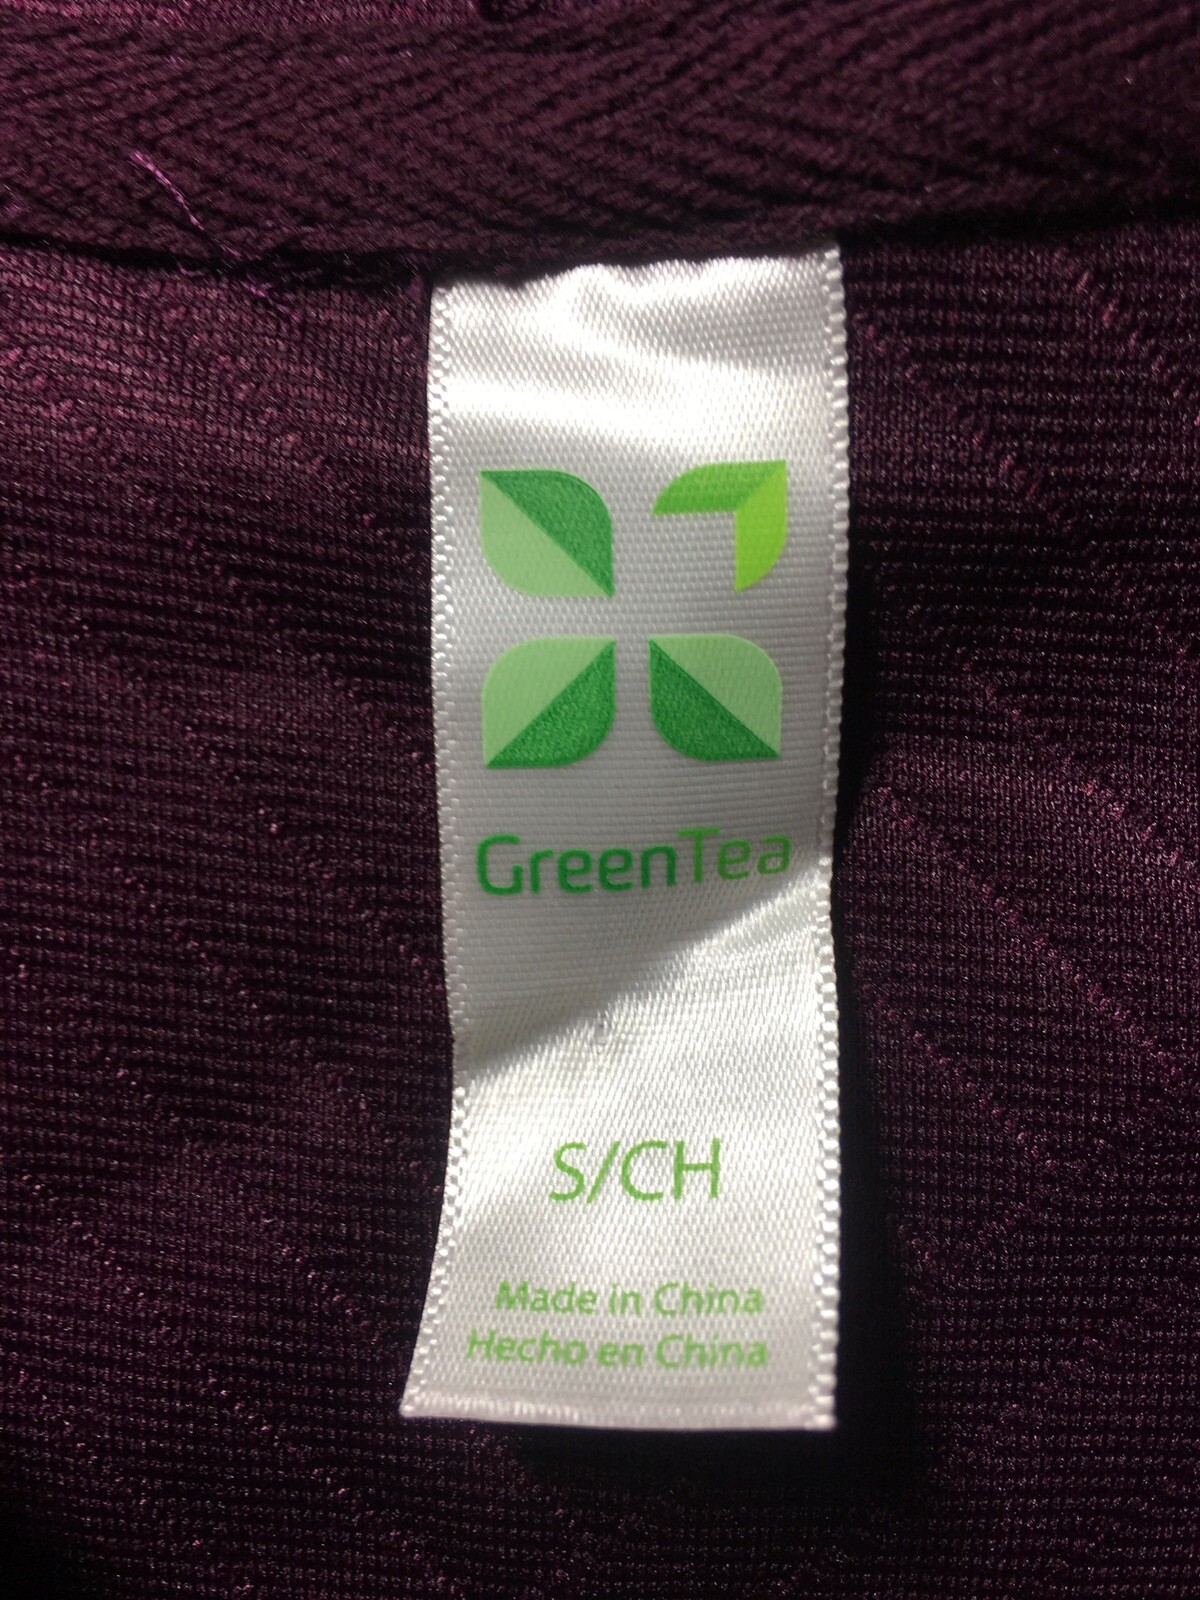 GreenTea
S/CH
Made in China
Hecho en China